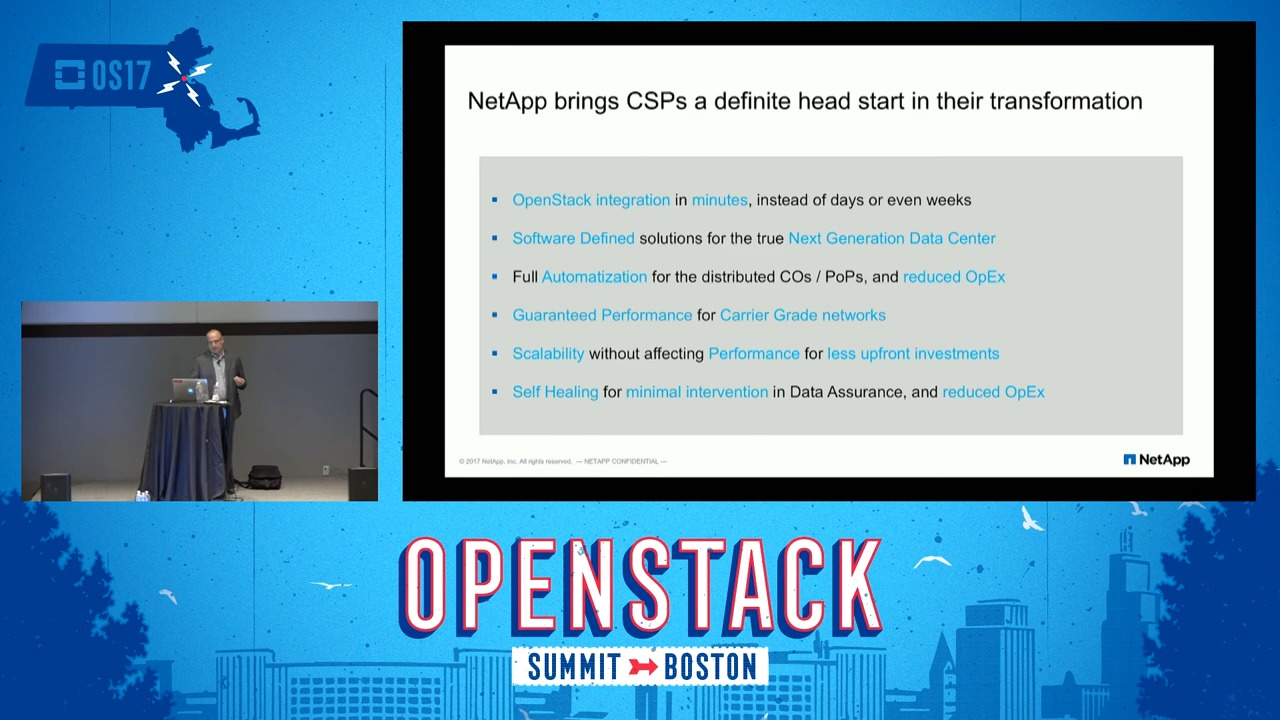 OS17
NetApp brings CSPs a definite head start in their transformation
▪ OpenStack integration in minutes, instead of days or even weeks
▪ Software Defined solutions for the true Next Generation Data Center
▪ Full Automatization for the distributed COs / PoPs, and reduced OpEx
▪ Guaranteed Performance for Carrier Grade networks
▪ Scalability without affecting Performance for less upfront investments
▪ Self Healing for minimal intervention in Data Assurance, and reduced OpEx
© 2017 NetApp, Inc. All rights reserved. — NETAPP CONFIDENTIAL —
NetApp
OPENSTACK
SUMMIT BOSTON